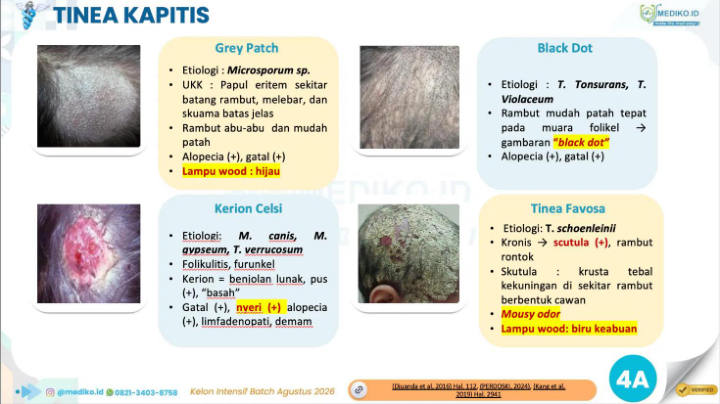 TINEA KAPITIS
MEDIKO.ID
Grey Patch
• Etiologi : Microsporum sp.
• UKK : Papul eritem sekitar
batang rambut, melebar, dan
skuama batas jelas
• Rambut abu-abu dan mudah
patah
• Alopecia (+), gatal (+)
• Lampu wood : hijau
Black Dot
• Etiologi : T. Tonsurans, T.
Violaceum
• Rambut mudah patah tepat
pada muara folikel →
gambaran "black dot"
• Alopecia (+), gatal (+)
Kerion Celsi
• Etiologi: M. canis, M.
gypseum, T. verrucosum
• Folikulitis, furunkel
• Kerion = benjolan lunak, pus
(+), "basah"
• Gatal (+), nyeri (+) alopecia
(+), limfadenopati, demam
Tinea Favosa
• Etiologi: T. schoenleinii
• Kronis → scutula (+), rambut
rontok
• Skutula : krusta tebal
kekuningan di sekitar rambut
berbentuk cawan
• Mousy odor
• Lampu wood: biru keabuan
4A
@mediko.id 0821-3403-8758 Kelon Intensif Batch Agustus 2026
(Djuanda et al, 2016) Hal. 112, (PERDOSKI, 2024), (Kang et al,
2019) Hal. 2941
VERIFIED